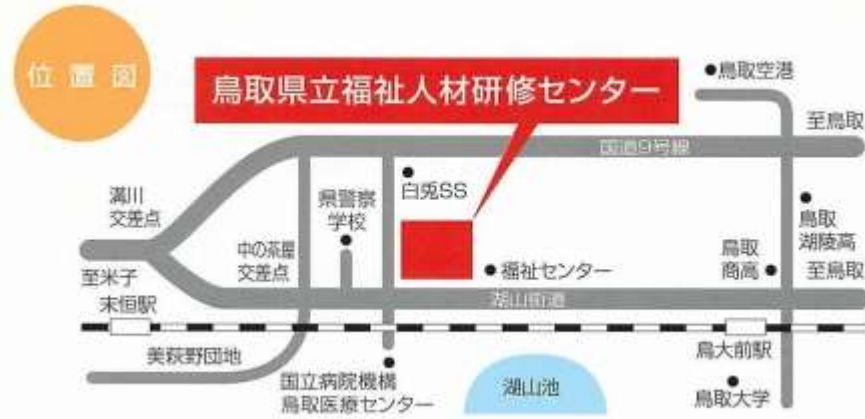 位置図
鳥取県立福祉人材研修センター
鳥取空港
至鳥取
国道9号線
白兎SS
溝川
交差点
県警察
学校
鳥取
湖陵高
中の茶屋
交差点
福祉センター
鳥取
商高
至鳥取
至米子
湖山街道
末恒駅
鳥大前駅
美萩野団地
国立病院機構
鳥取医療センター
湖山池
鳥取大学